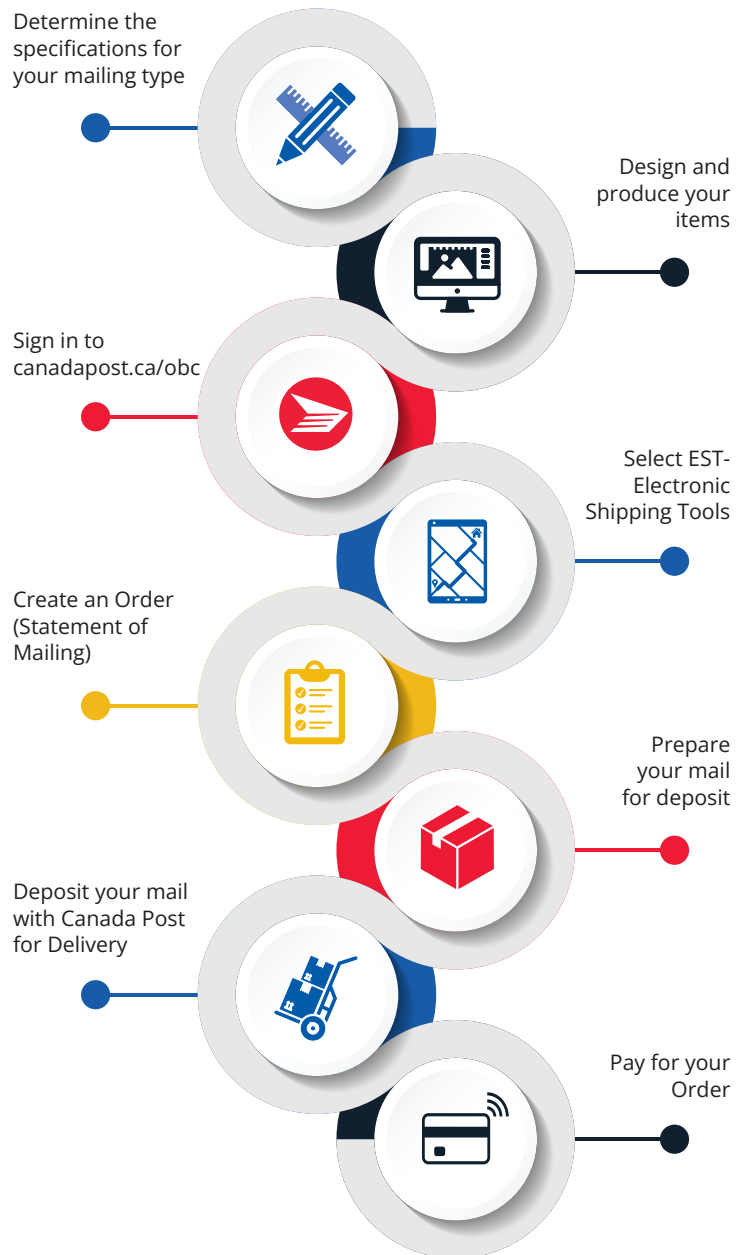 Determine the
specifications for
your mailing type
Design and
produce your
items
Sign in to
canadapost.ca/obc
Select EST-
Electronic
Shipping Tools
Create an Order
(Statement of
Mailing)
Prepare
your mail
for deposit
Deposit your mail
with Canada Post
for Delivery
Pay for your
Order